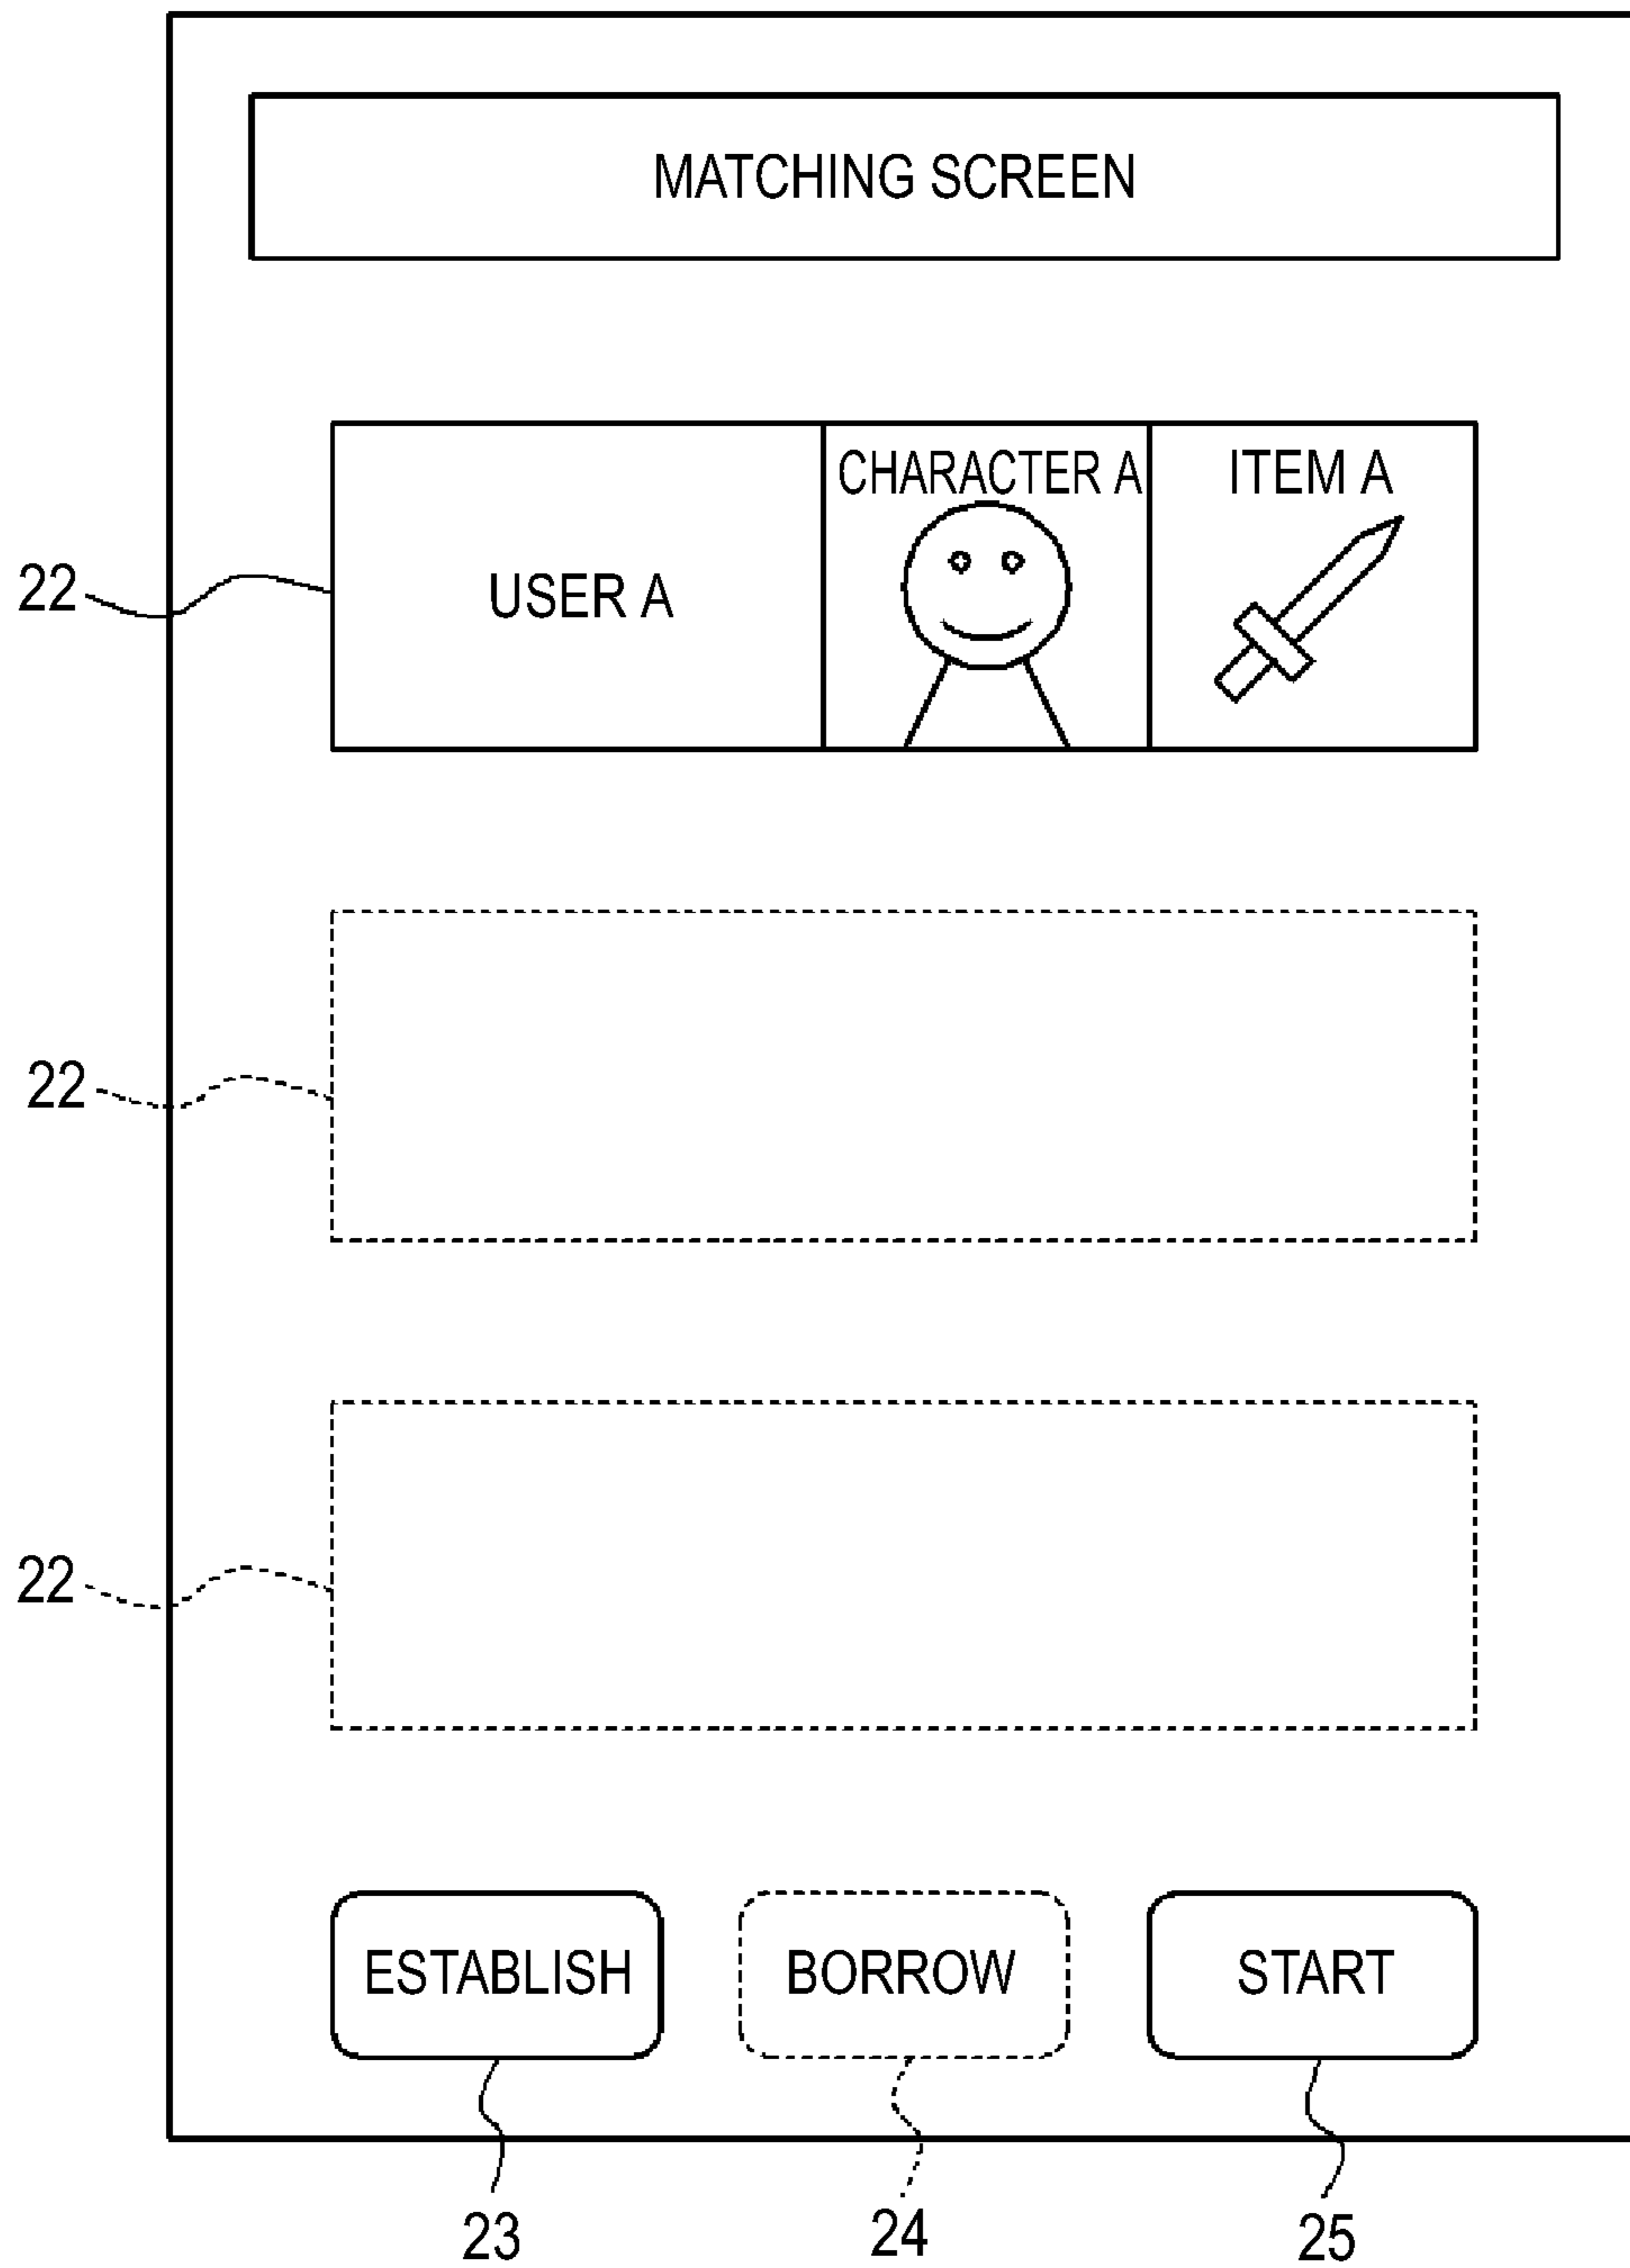 MATCHING SCREEN
CHARACTER A
ITEM A
22
USER A
22
22
ESTABLISH
BORROW
START
23
24
25